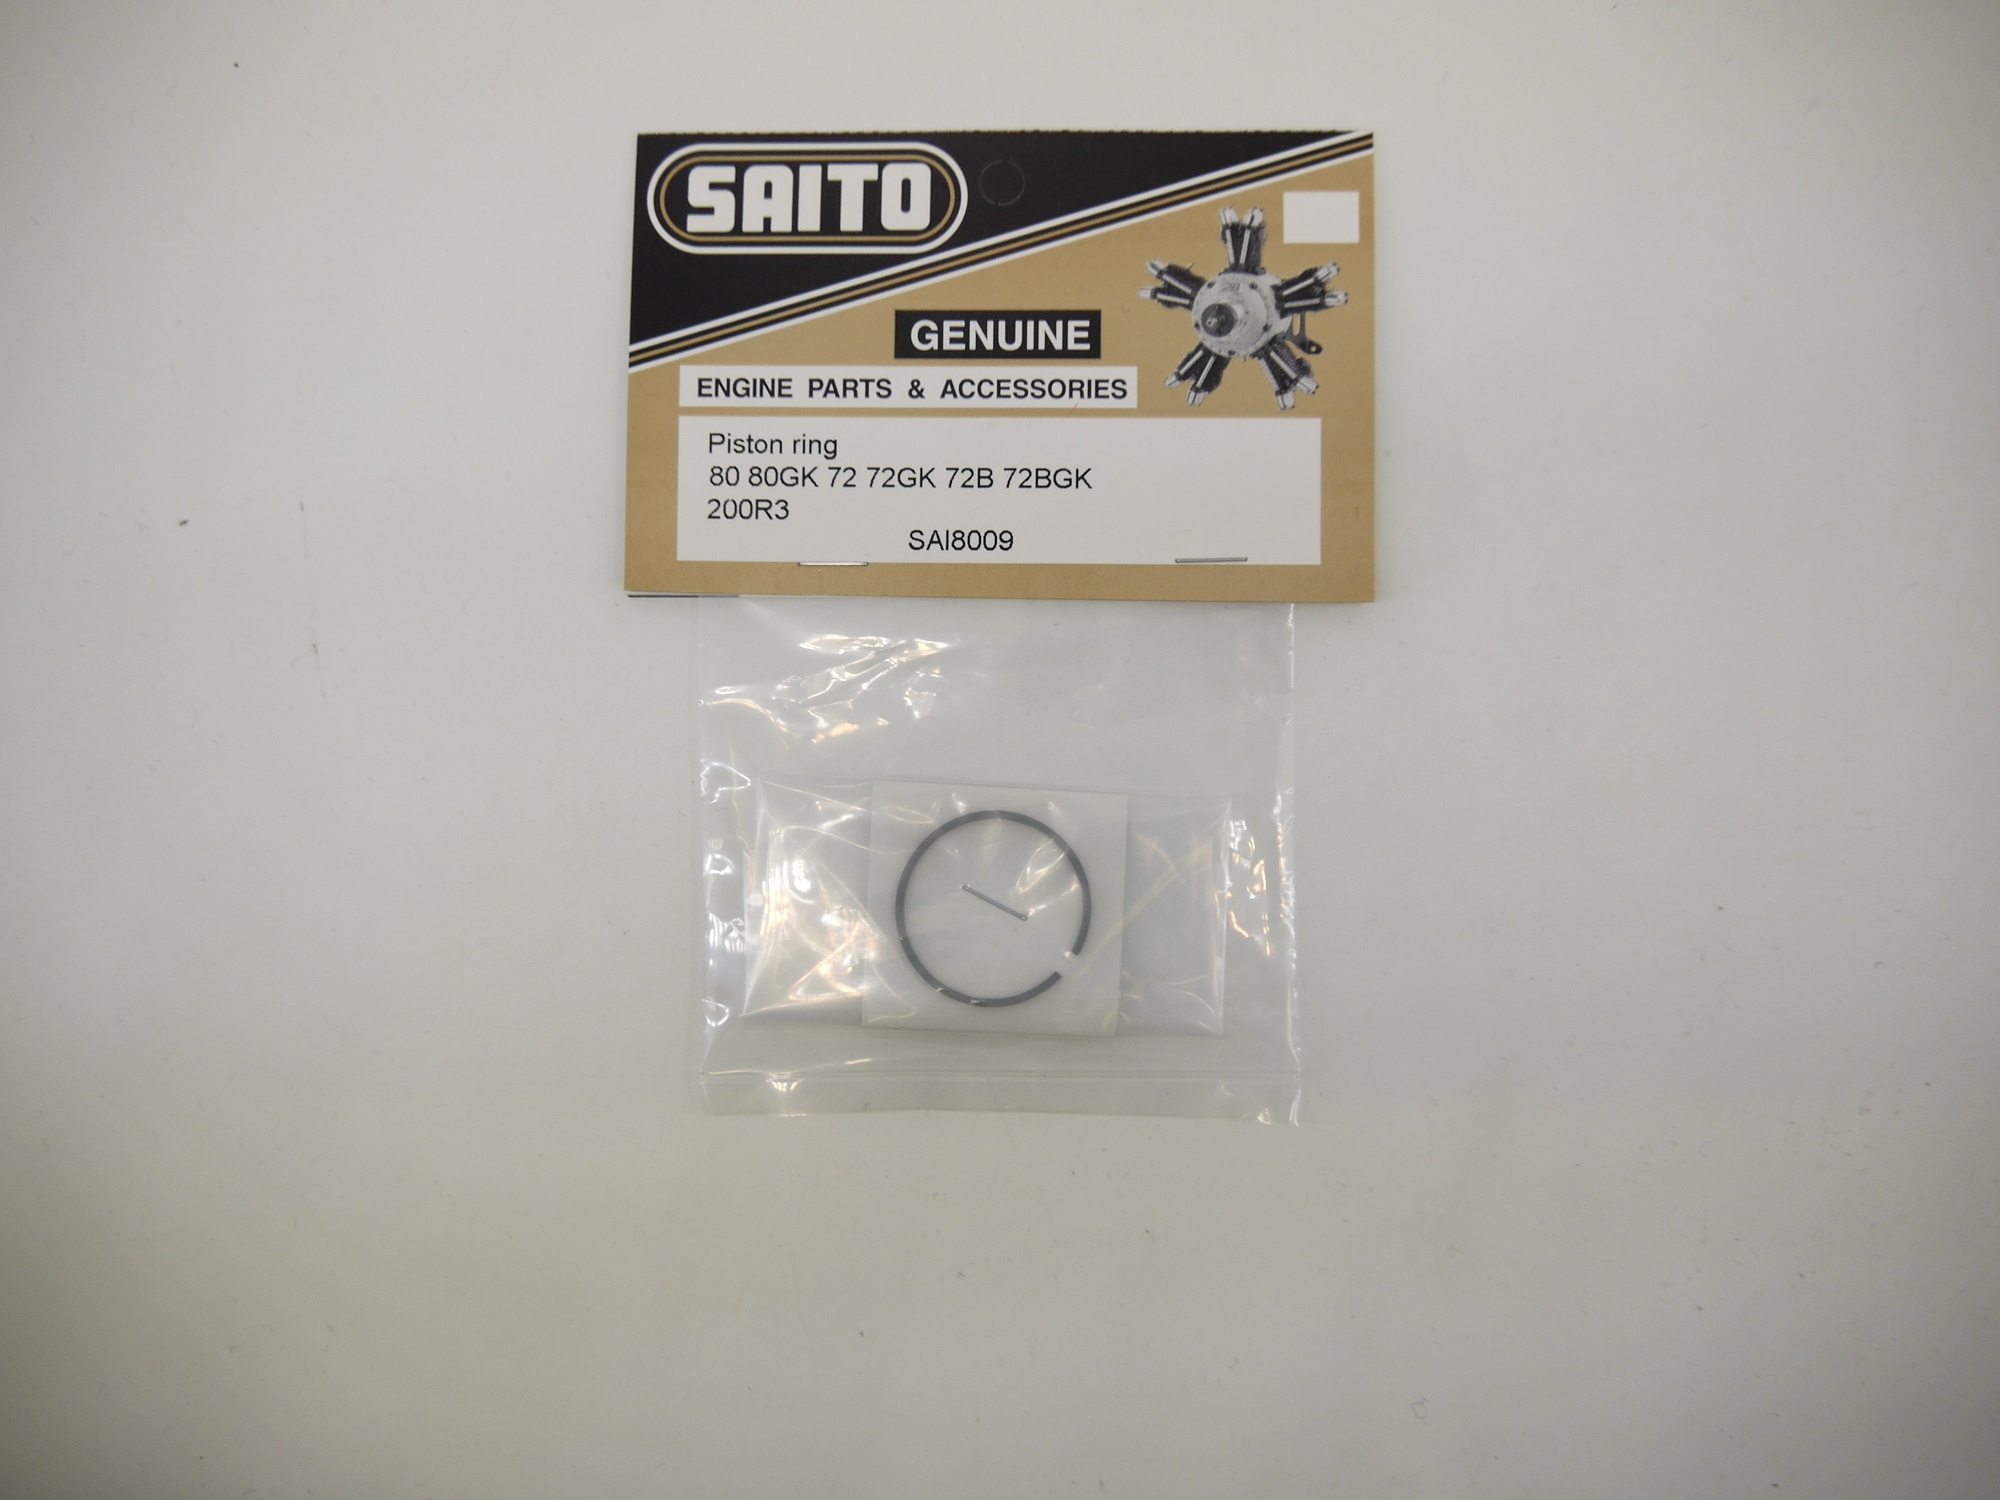 SAITO
GENUINE
ENGINE PARTS & ACCESSORIES
Piston ring
80 80GK 72 72GK 72B 72BGK
200R3
SAI8009